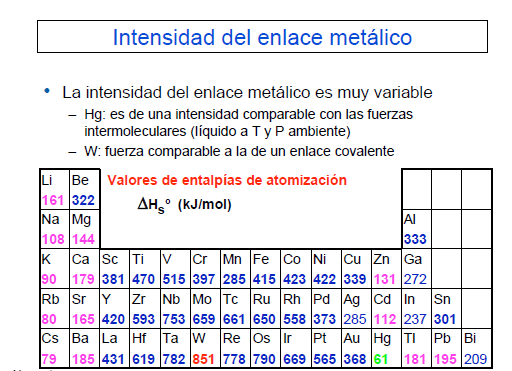 Intensidad del enlace metálico
• La intensidad del enlace metálico es muy variable
– Hg: es de una intensidad comparable con las fuerzas
intermoleculares (líquido a T y P ambiente)
– W: fuerza comparable a la de un enlace covalente
Li Be Valores de entalpías de atomización
161 322 ΔHsº (kJ/mol)
Na Mg Al
108 144 333
K Ca Sc Ti V Cr Mn Fe Co Ni Cu Zn Ga
90 179 381 470 515 397 285 415 423 422 339 131 272
Rb Sr Y Zr Nb Mo Tc Ru Rh Pd Ag Cd In Sn
80 165 420 593 753 659 661 650 558 373 285 112 237 301
Cs Ba La Hf Ta W Re Os Ir Pt Au Hg Tl Pb Bi
79 185 431 619 782 851 778 790 669 565 368 61 181 195 209